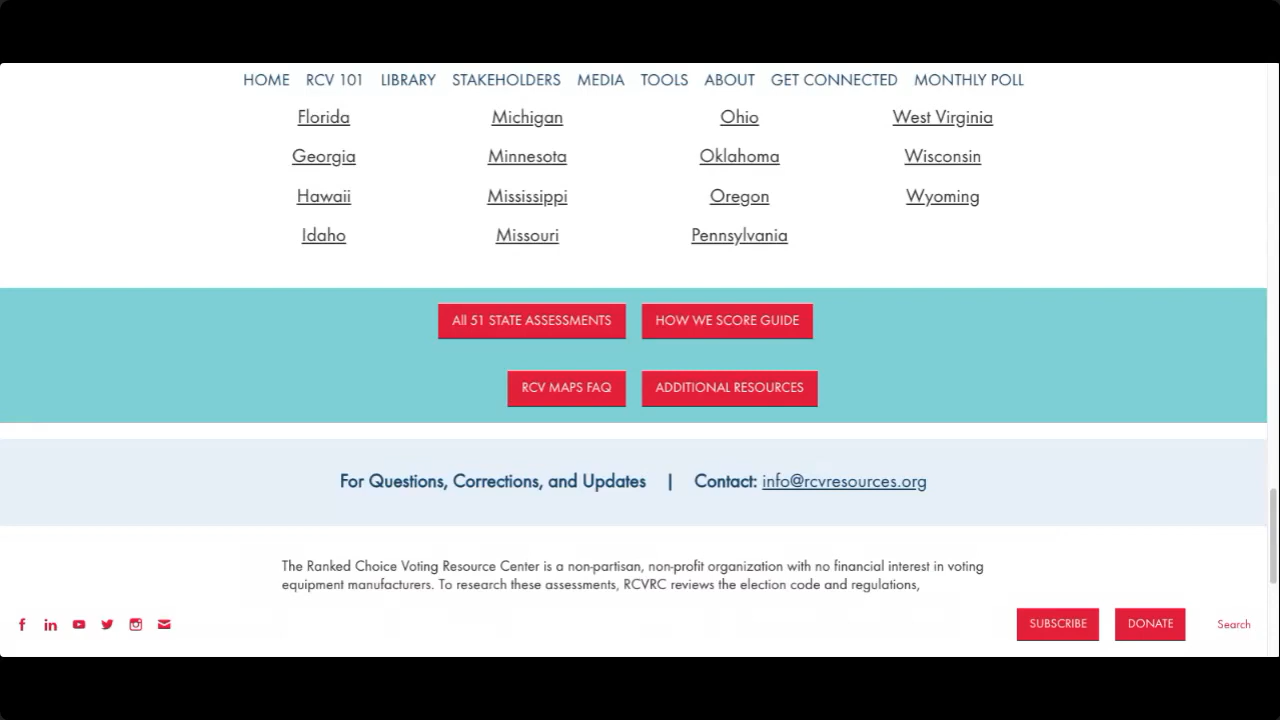 HOME RCV 101 LIBRARY STAKEHOLDERS MEDIA TOOLS ABOUT GET CONNECTED MONTHLY POLL
Florida Michigan Ohio West Virginia
Georgia Minnesota Oklahoma Wisconsin
Hawaii Mississippi Oregon Wyoming
Idaho Missouri Pennsylvania
All 51 STATE ASSESSMENTS HOW WE SCORE GUIDE
RCV MAPS FAQ ADDITIONAL RESOURCES
For Questions, Corrections, and Updates | Contact: info@rcvresources.org
The Ranked Choice Voting Resource Center is a non-partisan, non-profit organization with no financial interest in voting
equipment manufacturers. To research these assessments, RCVRC reviews the election code and regulations,
SUBSCRIBE DONATE Search